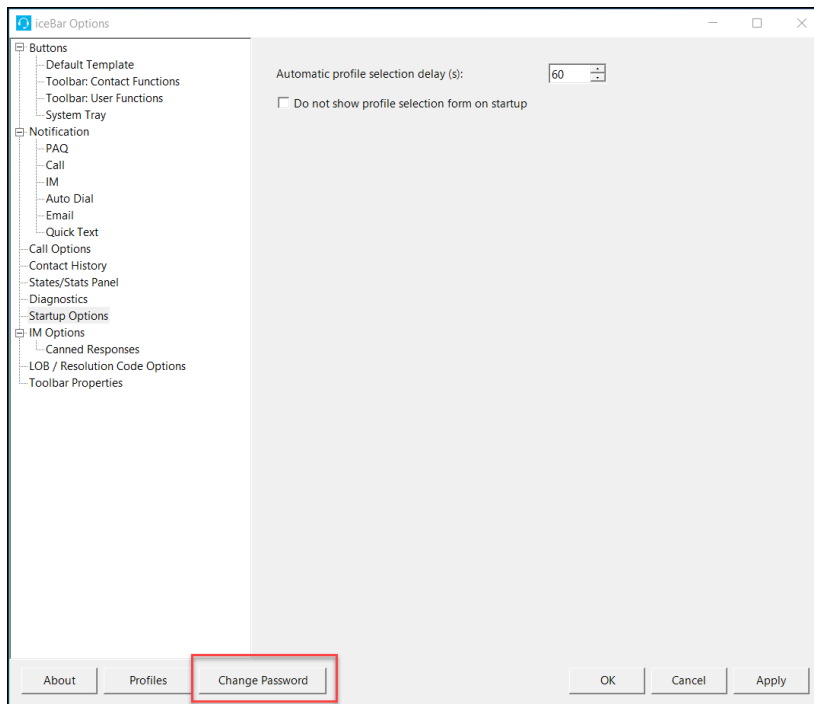 iceBar Options
Buttons
Default Template
Toolbar: Contact Functions
Toolbar: User Functions
System Tray
Notification
PAQ
Call
IM
Auto Dial
Email
Quick Text
Call Options
Contact History
States/Stats Panel
Diagnostics
Startup Options
IM Options
Canned Responses
LOB / Resolution Code Options
Toolbar Properties
Automatic profile selection delay (s): 60
Do not show profile selection form on startup
About Profiles Change Password OK Cancel Apply